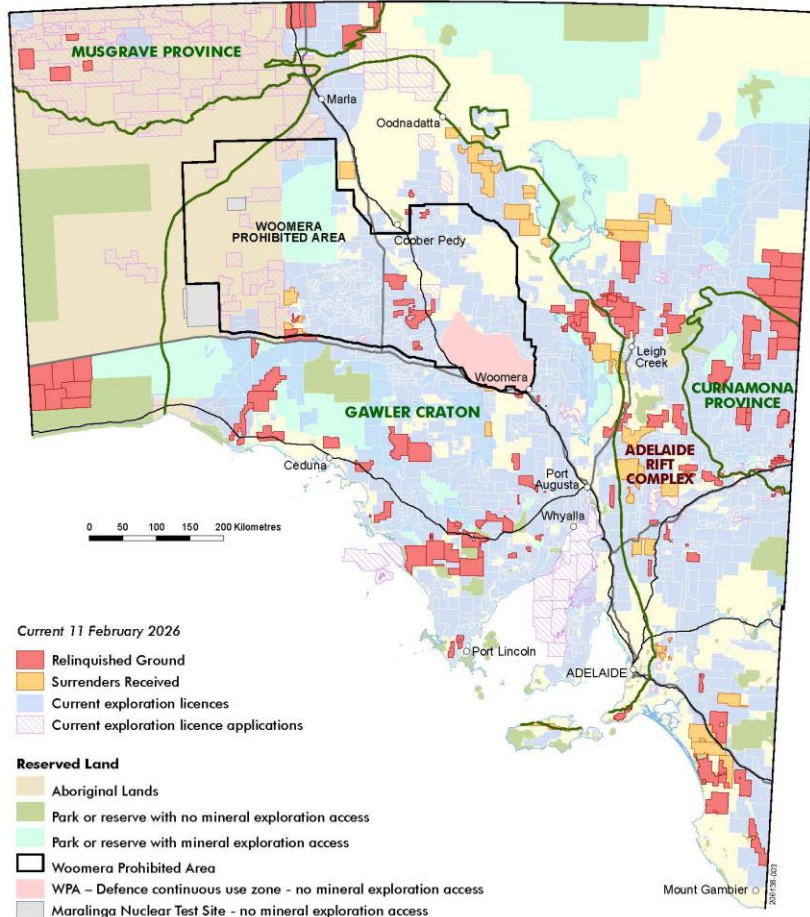 MUSGRAVE PROVINCE
Marla
Oodnadatta
WOOMERA
PROHIBITED AREA
Coober Pedy
Woomera
Leigh
Creek
CURNAMONA
PROVINCE
GAWLER CRATON
ADELAIDE
RIFT
COMPLEX
Ceduna
Port
Augusta
Whyalla
0 50 100 150 200 Kilometres
Port Lincoln
ADELAIDE
Mount Gambier
206138-003
Current 11 February 2026
Relinquished Ground
Surrenders Received
Current exploration licences
Current exploration licence applications
Reserved Land
Aboriginal Lands
Park or reserve with no mineral exploration access
Park or reserve with mineral exploration access
Woomera Prohibited Area
WPA – Defence continuous use zone - no mineral exploration access
Maralinga Nuclear Test Site - no mineral exploration access